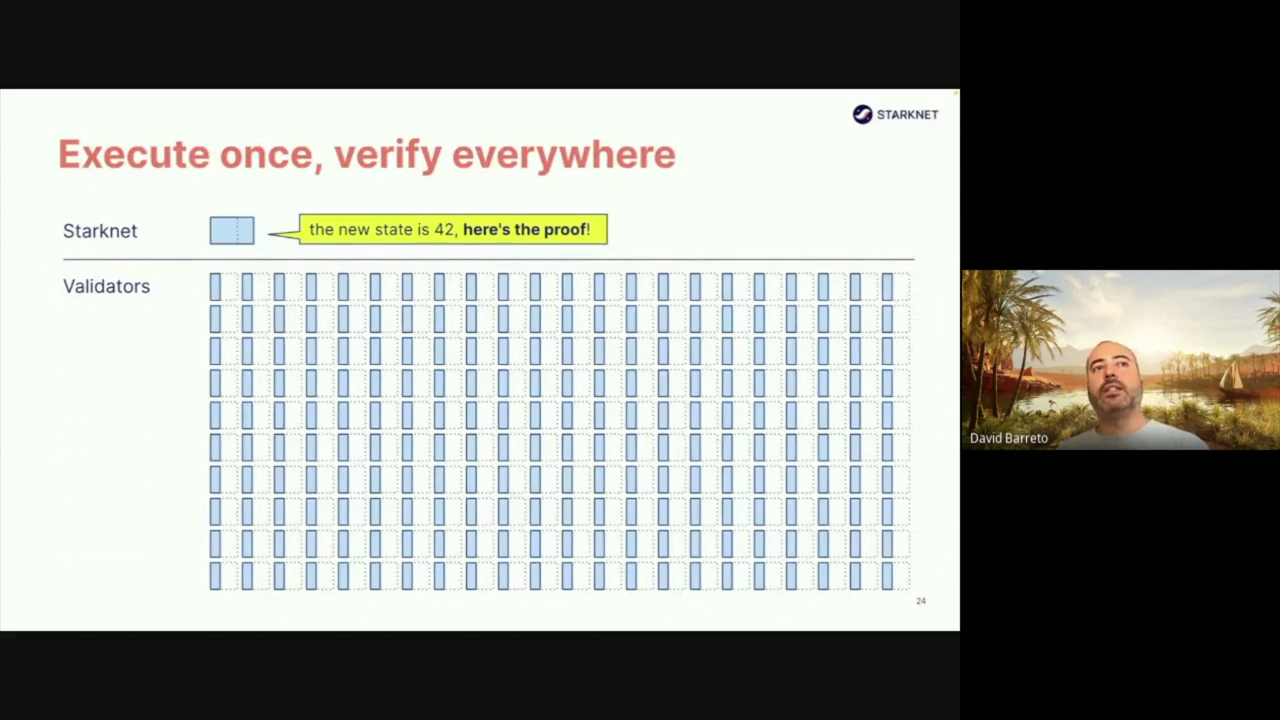 STARKNET
Execute once, verify everywhere
Starknet
the new state is 42, here's the proof!
Validators
David Barreto
24